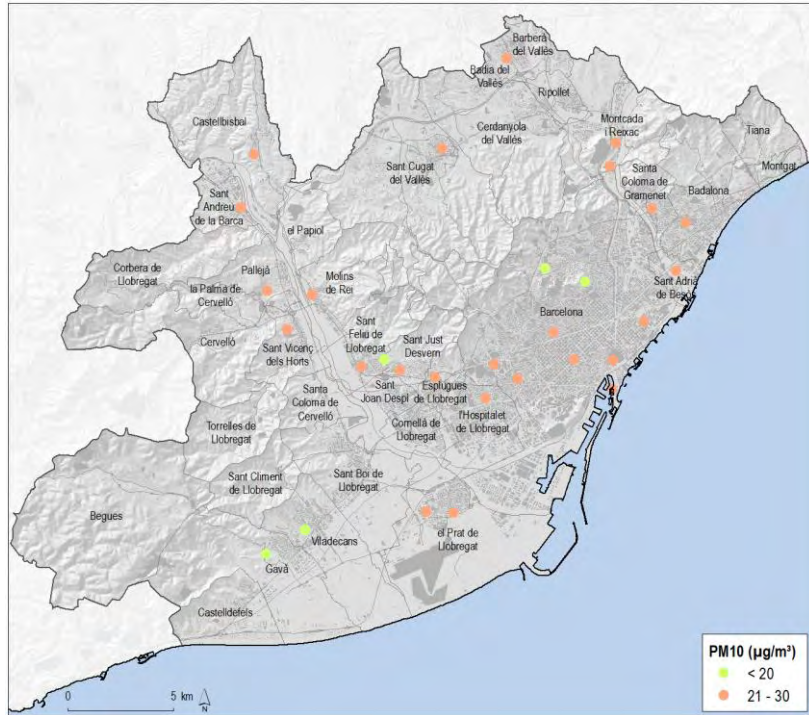 Barberà
del Vallès
Badia del
Vallès
Ripollet
Castellbisbal
Cerdanyola
del Vallès
Montcada
i Reixac
Tiana
Montgat
Sant Cugat
del Vallès
Santa
Coloma de
Gramenet
Badalona
Sant
Andreu
de la Barca
el Papiol
Corbera de
Llobregat
Pallejà
la Palma de
Cervelló
Molins
de Rei
Sant Adrià
de Besòs
Barcelona
Cervelló
Sant Vicenç
dels Horts
Sant
Feliu de
Llobregat
Sant Just
Desvern
Sant
Joan Despí
Esplugues
de Llobregat
Santa
Coloma de
Cervelló
Cornellà de
Llobregat
l'Hospitalet
de Llobregat
Torrelles de
Llobregat
Sant Climent
de Llobregat
Sant Boi de
Llobregat
Begues
Viladecans
el Prat de
Llobregat
Gavà
Castelldefels
PM10 (µg/m³)
< 20
21 - 30
0 5 km
N